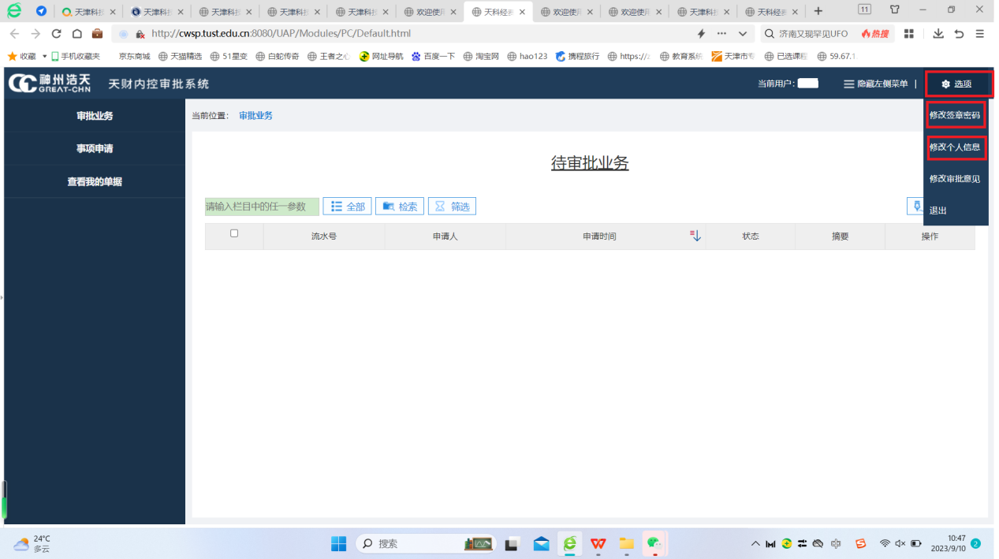 天津科技
天津科技
天津科技
天津科技
天津科技
欢迎使用
天科经费
欢迎使用
欢迎使用
天津科技
天科经费
11
http://cwsp.tust.edu.cn:8080/UAP/Modules/PC/Default.html
济南又现罕见UFO
热搜
收藏
手机收藏夹
京东商城
天猫精选
51星变
白蛇传奇
王者之心
网址导航
百度一下
淘宝网
hao123
携程旅行
https://
教育系统
天津市专
已选课程
59.67.1
神州浩天
GREAT-CHN
天财内控审批系统
当前用户:
隐藏左侧菜单 |
选项
审批业务
事项申请
查看我的单据
当前位置: 审批业务
修改签章密码
修改个人信息
修改审批意见
退出
待审批业务
请输入栏目中的任一参数
全部
检索
筛选
流水号
申请人
申请时间
状态
摘要
操作
24°C
多云
搜索
中
10:47
2023/9/10
2